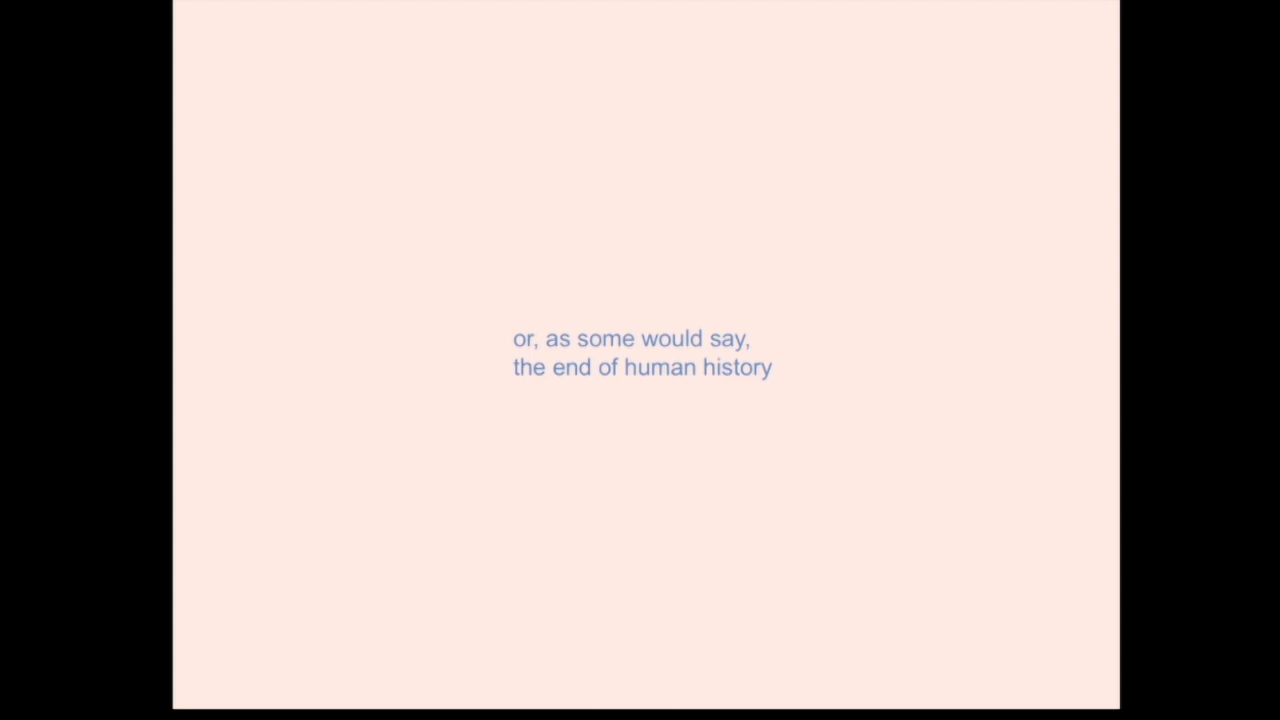 or, as some would say,
the end of human history